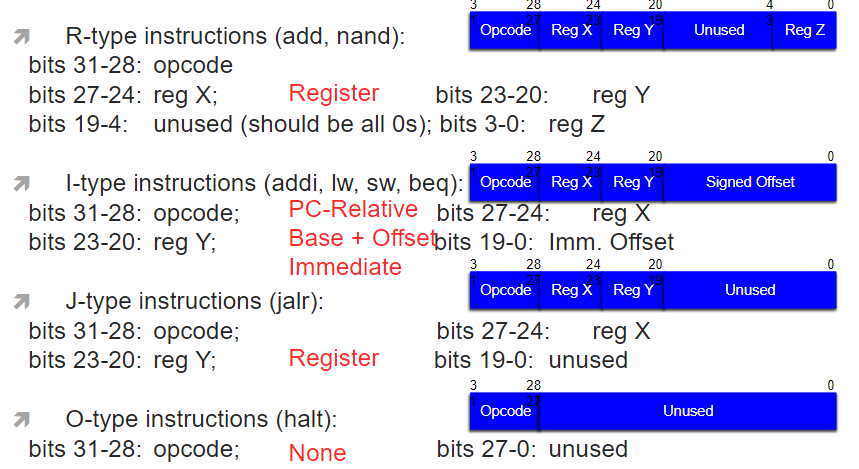 3 28 24 20 4 0
1 27 23 19 3
Opcode Reg X Reg Y Unused Reg Z
R-type instructions (add, nand):
bits 31-28: opcode
bits 27-24: reg X; Register bits 23-20: reg Y
bits 19-4: unused (should be all 0s); bits 3-0: reg Z
3 28 24 20 0
27 23 19
Opcode Reg X Reg Y Signed Offset
I-type instructions (addi, lw, sw, beq):
bits 31-28: opcode; PC-Relative bits 27-24: reg X
bits 23-20: reg Y; Base + Offset bits 19-0: Imm. Offset
Immediate
3 28 24 20 0
27 23 19
Opcode Reg X Reg Y Unused
J-type instructions (jalr):
bits 31-28: opcode; bits 27-24: reg X
bits 23-20: reg Y; Register bits 19-0: unused
3 28 0
27
Opcode Unused
O-type instructions (halt):
bits 31-28: opcode; None bits 27-0: unused